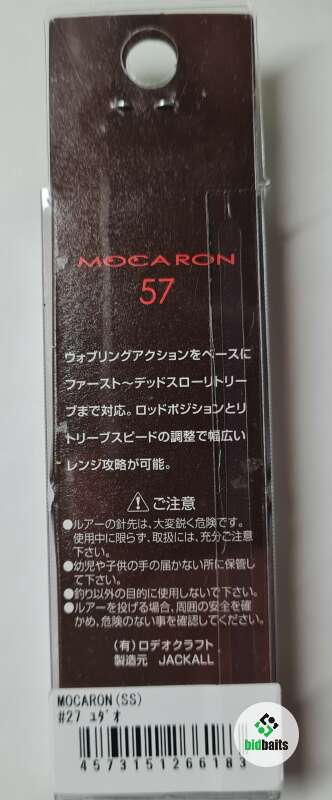 MOCARON
57
ウォブリングアクションをベースに
ファースト～デッドスローリトリー
ブまで対応。ロッドポジションとリ
トリーブスピードの調整で幅広い
レンジ攻略が可能。
⚠ご注意
●ルアーの針先は、大変鋭く危険です。
使用中に限らず、取扱には、充分ご注意
下さい。
●幼児や子供の手の届かない所に保管し
て下さい。
●釣り以外の目的に使用しないで下さい。
●ルアーを投げる場合、周囲の安全を確
かめ、危険のない事を確認してください。
(有)ロデオクラフト
製造元 JACKALL
MOCARON(SS)
#27 ユダオ
4573151266183
bidbaits